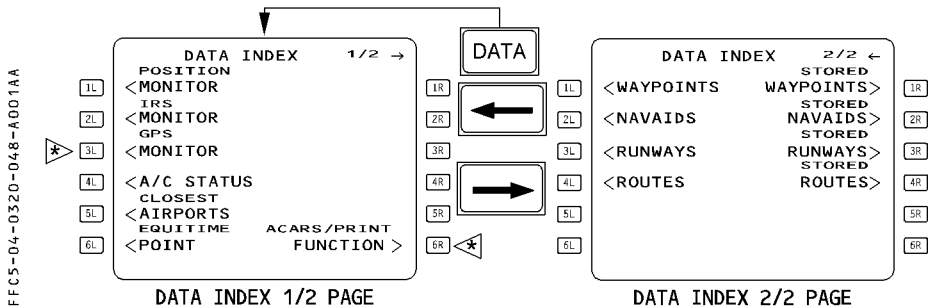 DATA
DATA INDEX 1/2 →
POSITION
1L <MONITOR 1R
IRS
2L <MONITOR 2R
GPS
* 3L <MONITOR 3R
4L <A/C STATUS 4R
CLOSEST
5L <AIRPORTS 5R
EQUITIME ACARS/PRINT
6L <POINT FUNCTION > 6R *
DATA INDEX 1/2 PAGE
DATA INDEX 2/2 ←
STORED
1L <WAYPOINTS WAYPOINTS> 1R
STORED
2L <NAVAIDS NAVAIDS> 2R
STORED
3L <RUNWAYS RUNWAYS> 3R
STORED
4L <ROUTES ROUTES> 4R
5L 5R
6L 6R
DATA INDEX 2/2 PAGE
FFC5-04-0320-048-A001AA